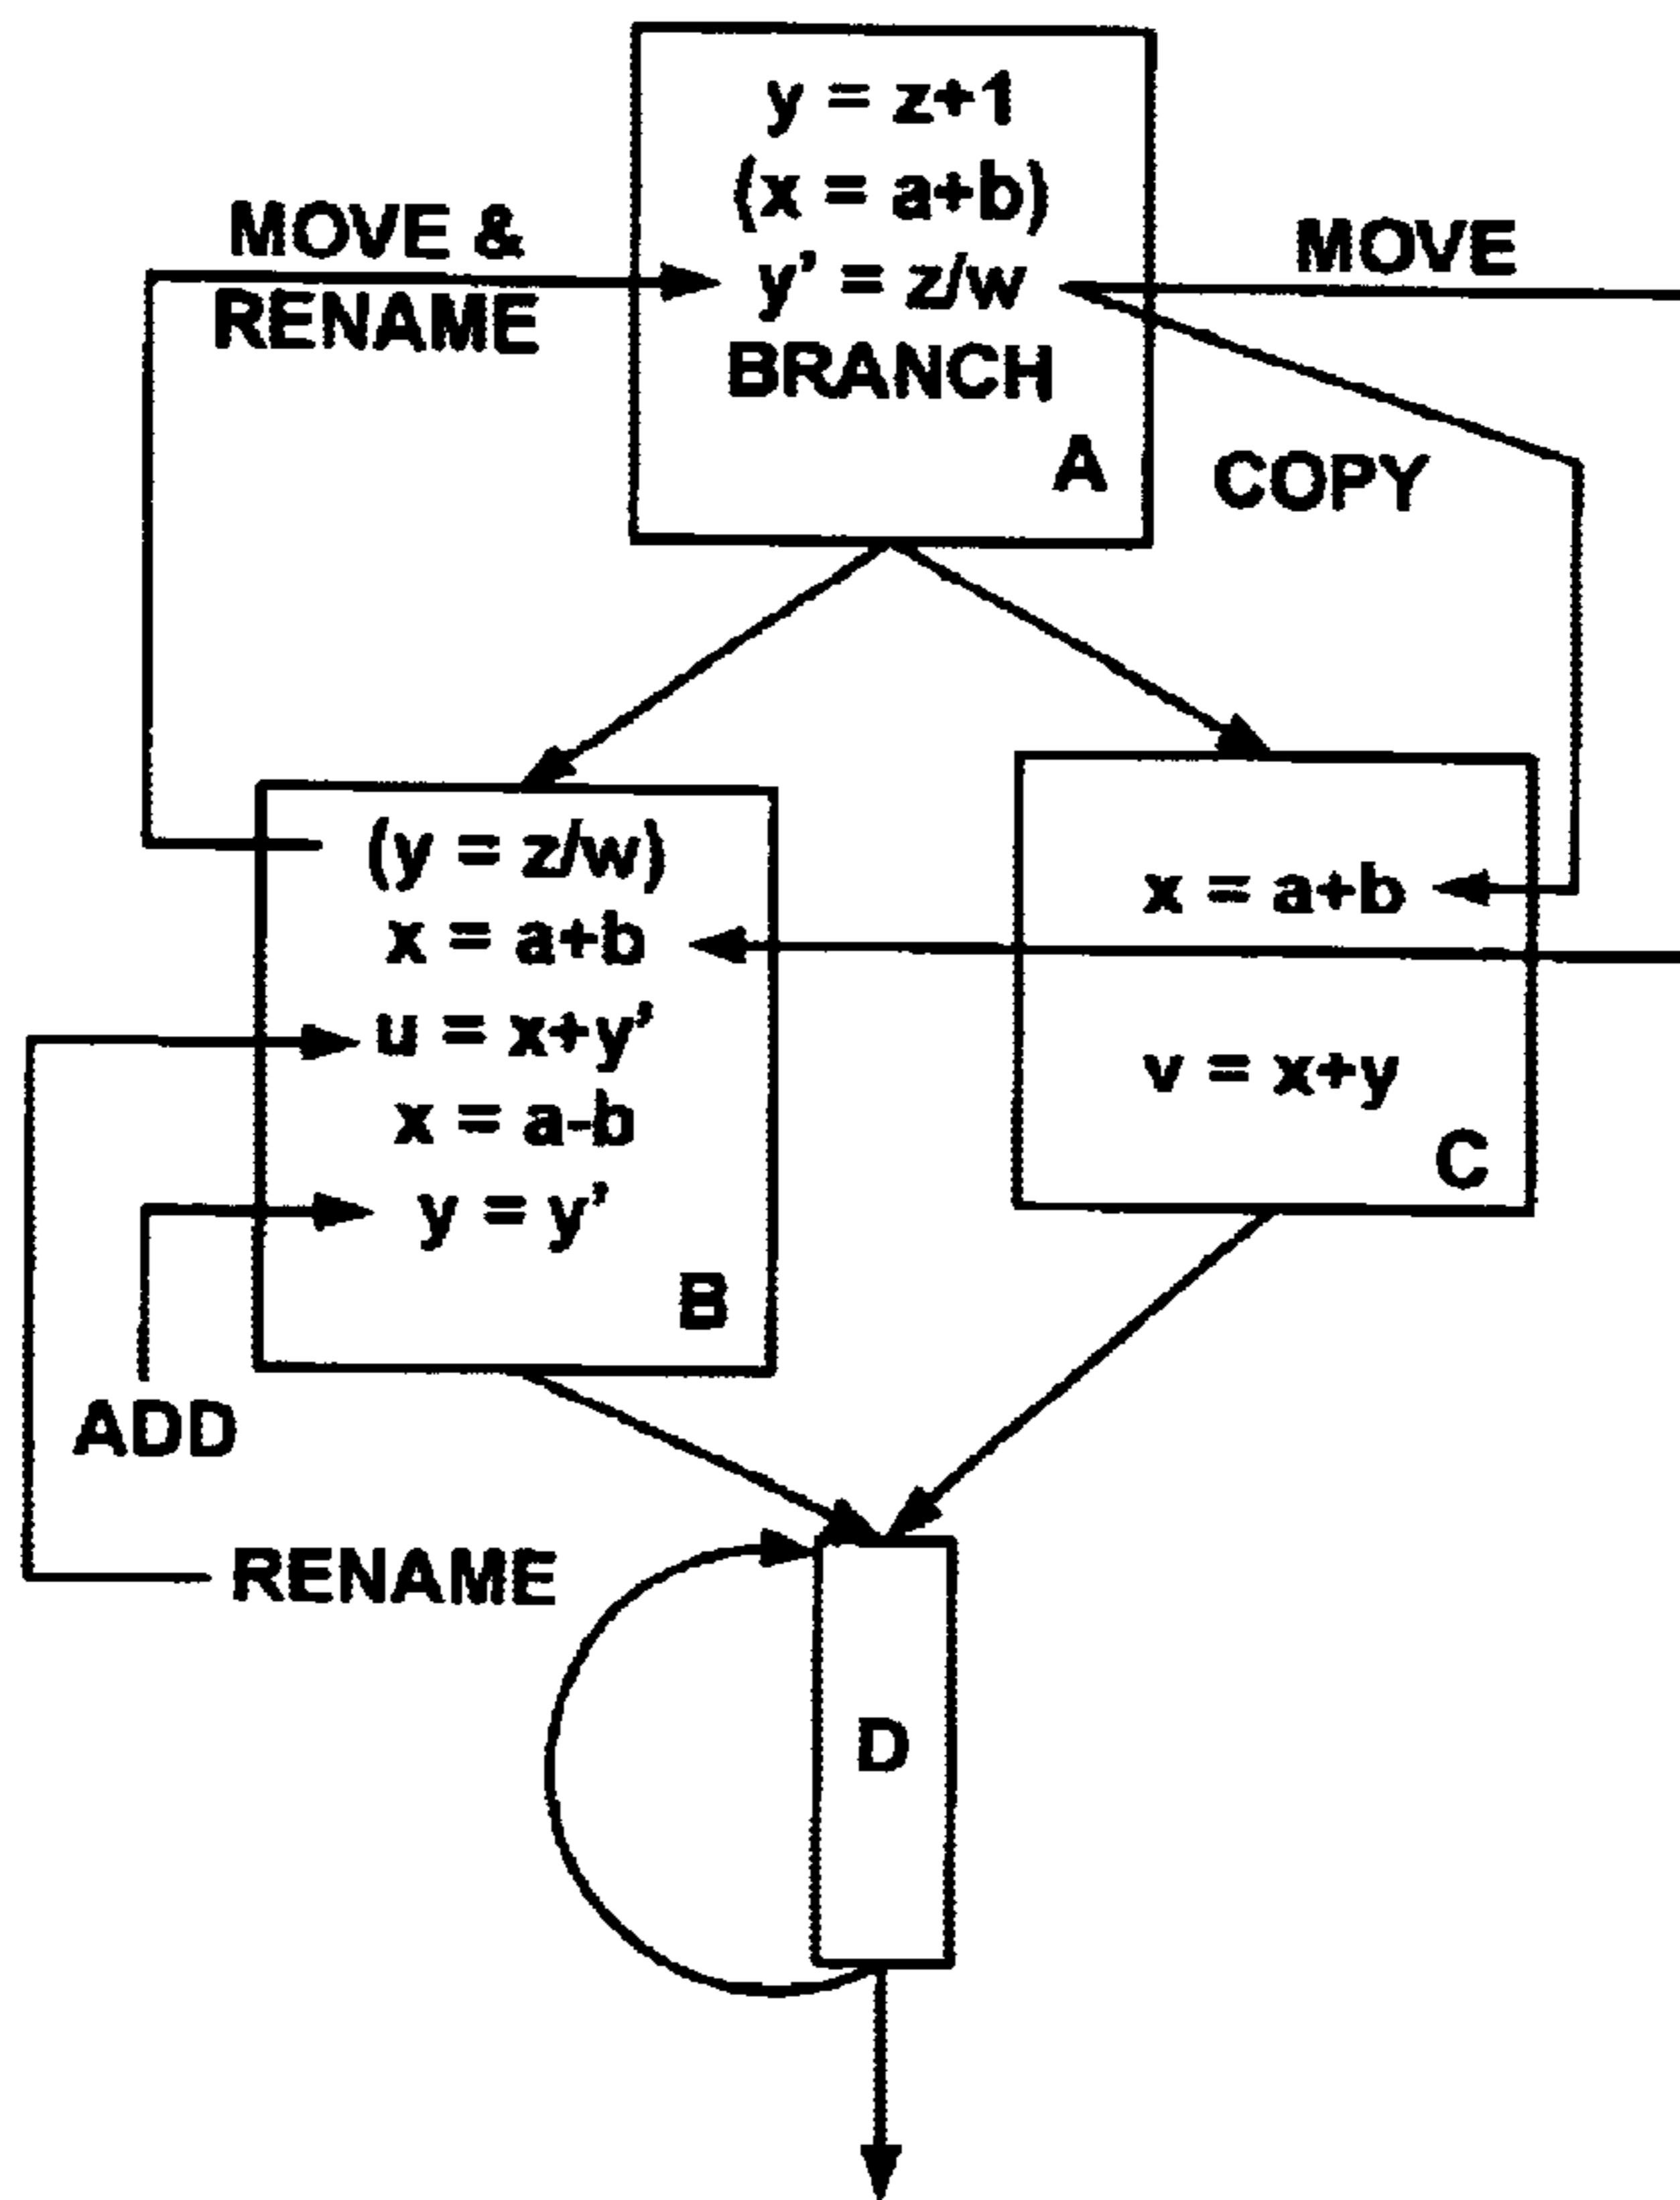 y = z+1
(x = a+b)
y' = z/w
BRANCH
A
MOVE &
RENAME
MOVE
COPY
(y = z/w)
x = a+b
u = x+y'
x = a-b
y = y'
B
x = a+b
v = x+y
C
ADD
RENAME
D